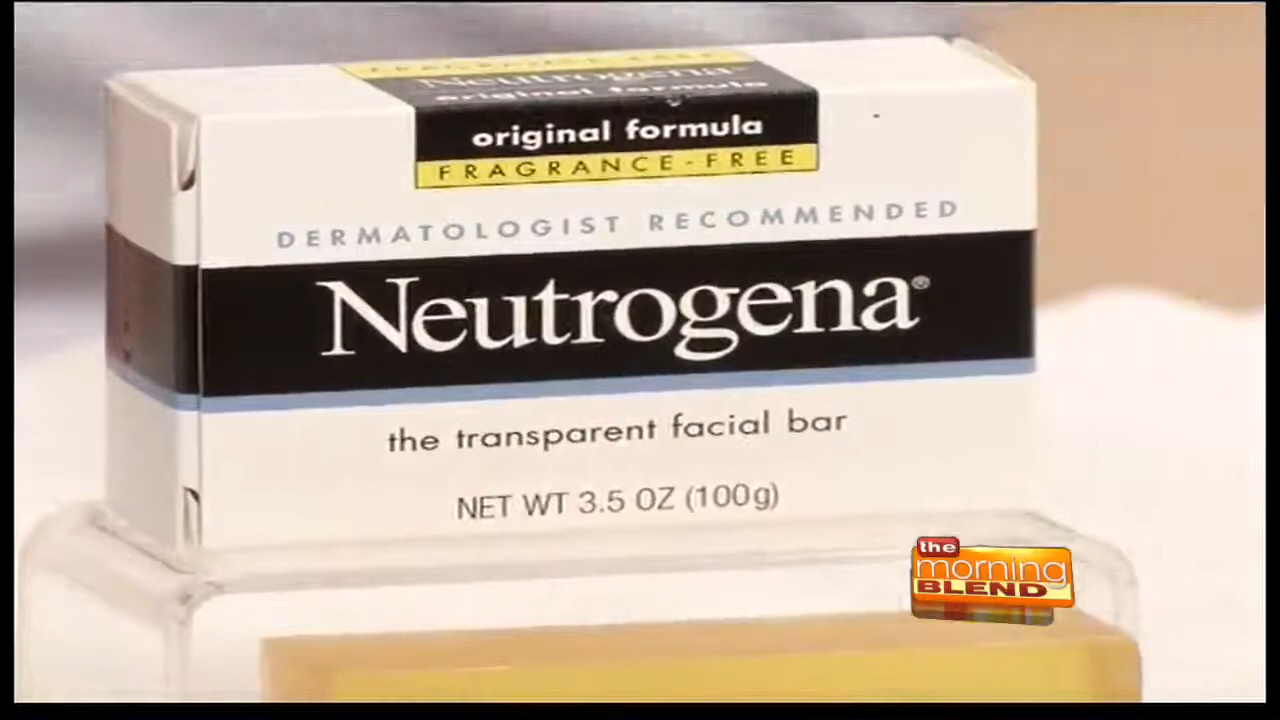 FRAGRANCE-FREE
Neutrogena
original formula
original formula
FRAGRANCE-FREE
DERMATOLOGIST RECOMMENDED
Neutrogena®
the transparent facial bar
NET WT 3.5 OZ (100g)
the
morning
BLEND